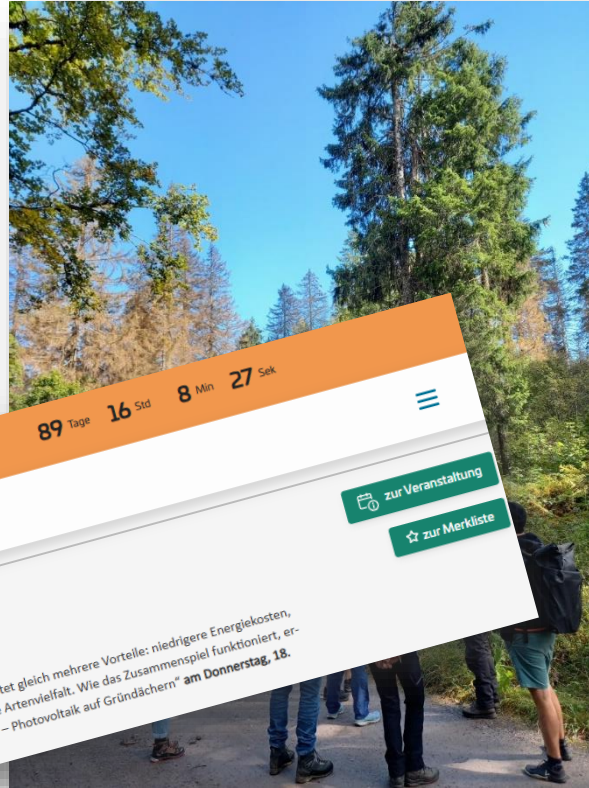 89 Tage 16 Std 8 Min 27 Sek
zur Veranstaltung
zur Merkliste
tet gleich mehrere Vorteile: niedrigere Energiekosten,
Artenvielfalt. Wie das Zusammenspiel funktioniert, er-
– Photovoltaik auf Gründächern“ am Donnerstag, 18.